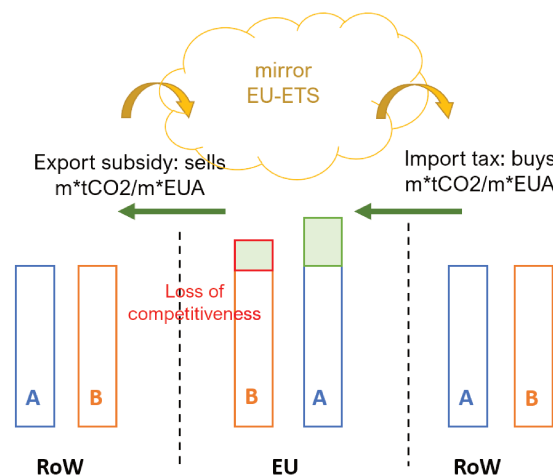 mirror
EU-ETS
Export subsidy: sells
m*tCO2/m*EUA
Import tax: buys
m*tCO2/m*EUA
Loss of
competitiveness
A
B
B
A
A
B
RoW
EU
RoW